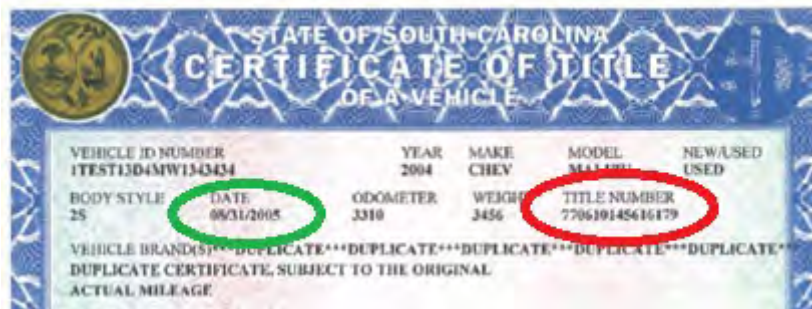 STATE OF SOUTH CAROLINA
CERTIFICATE OF TITLE
OF A VEHICLE
VEHICLE ID NUMBER YEAR MAKE MODEL NEW/USED
1TEST13D4MW1343434 2004 CHEV USED
BODY STYLE DATE ODOMETER WEIGHT TITLE NUMBER
2S 08/31/2005 3310 3456 770610145616179
VEHICLE BRAND(S)***DUPLICATE***DUPLICATE***DUPLICATE***DUPLICATE***DUPLICATE**
DUPLICATE CERTIFICATE, SUBJECT TO THE ORIGINAL
ACTUAL MILEAGE